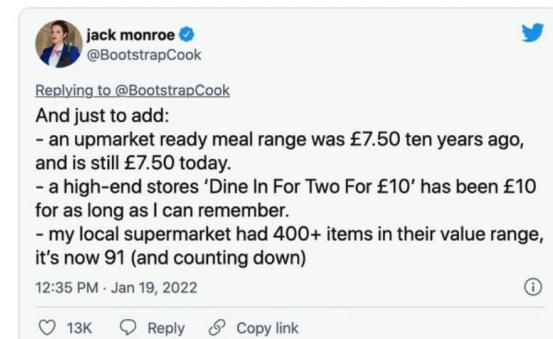 jack monroe
@BootstrapCook
Replying to @BootstrapCook
And just to add:
- an upmarket ready meal range was £7.50 ten years ago,
and is still £7.50 today.
- a high-end stores ‘Dine In For Two For £10’ has been £10
for as long as I can remember.
- my local supermarket had 400+ items in their value range,
it’s now 91 (and counting down)
12:35 PM · Jan 19, 2022
13K Reply Copy link